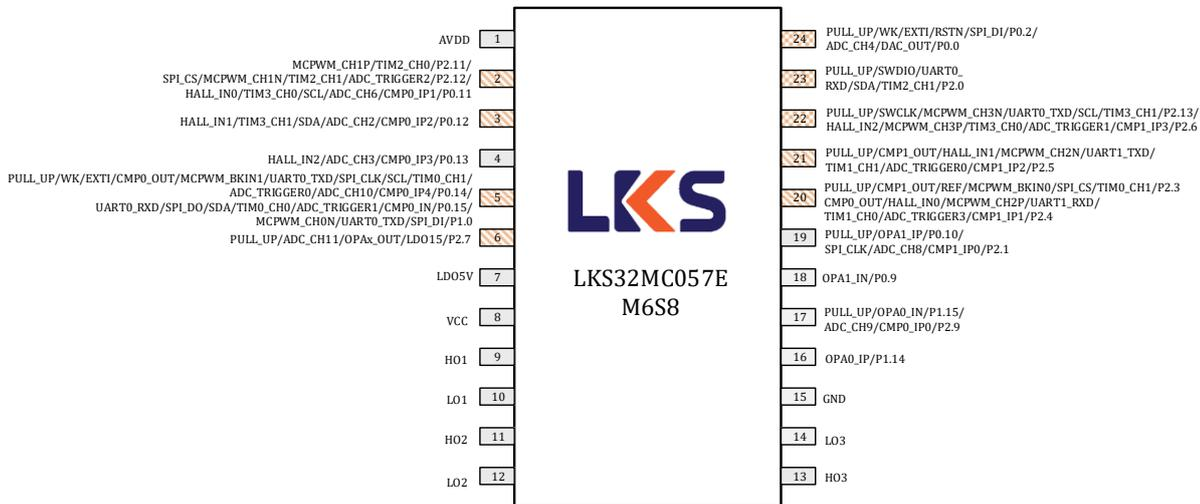 AVDD
1
MCPWM_CH1P/TIM2_CH0/P2.11/
SPI_CS/MCPWM_CH1N/TIM2_CH1/ADC_TRIGGER2/P2.12/
HALL_IN0/TIM3_CH0/SCL/ADC_CH6/CMP0_IP1/P0.11
2
HALL_IN1/TIM3_CH1/SDA/ADC_CH2/CMP0_IP2/P0.12
3
HALL_IN2/ADC_CH3/CMP0_IP3/P0.13
4
PULL_UP/WK/EXTI/CMP0_OUT/MCPWM_BKIN1/UART0_TXD/SPI_CLK/SCL/TIM0_CH1/
ADC_TRIGGER0/ADC_CH10/CMP0_IP4/P0.14/
UART0_RXD/SPI_DO/SDA/TIM0_CH0/ADC_TRIGGER1/CMP0_IN/P0.15/
MCPWM_CH0N/UART0_TXD/SPI_DI/P1.0
5
PULL_UP/ADC_CH11/OPAx_OUT/LDO15/P2.7
6
LDO5V
7
VCC
8
HO1
9
LO1
10
HO2
11
LO2
12
LKS
LKS32MC057E
M6S8
24
PULL_UP/WK/EXTI/RSTN/SPI_DI/P0.2/
ADC_CH4/DAC_OUT/P0.0
23
PULL_UP/SWDIO/UART0_
RXD/SDA/TIM2_CH1/P2.0
22
PULL_UP/SWCLK/MCPWM_CH3N/UART0_TXD/SCL/TIM3_CH1/P2.13/
HALL_IN2/MCPWM_CH3P/TIM3_CH0/ADC_TRIGGER1/CMP1_IP3/P2.6
21
PULL_UP/CMP1_OUT/HALL_IN1/MCPWM_CH2N/UART1_TXD/
TIM1_CH1/ADC_TRIGGER0/CMP1_IP2/P2.5
20
PULL_UP/CMP1_OUT/REF/MCPWM_BKIN0/SPI_CS/TIM0_CH1/P2.3
CMP0_OUT/HALL_IN0/MCPWM_CH2P/UART1_RXD/
TIM1_CH0/ADC_TRIGGER3/CMP1_IP1/P2.4
19
PULL_UP/OPA1_IP/P0.10/
SPI_CLK/ADC_CH8/CMP1_IP0/P2.1
18
OPA1_IN/P0.9
17
PULL_UP/OPA0_IN/P1.15/
ADC_CH9/CMP0_IP0/P2.9
16
OPA0_IP/P1.14
15
GND
14
LO3
13
HO3